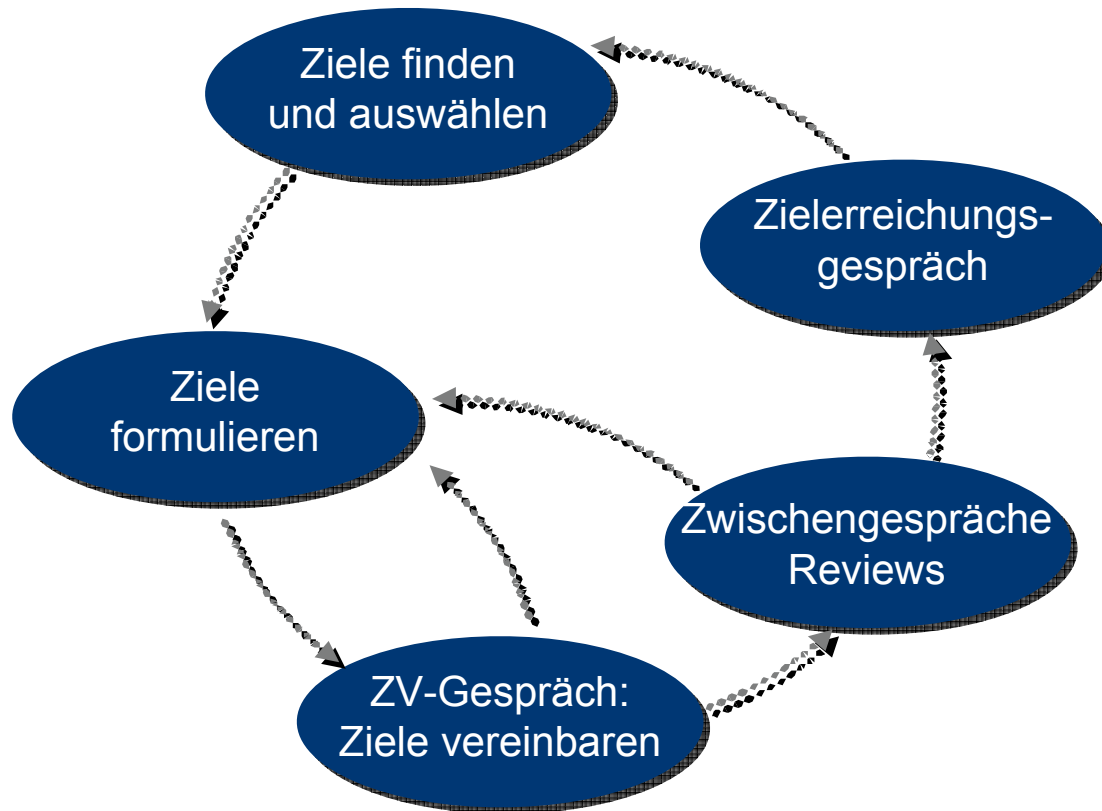 Ziele finden
und auswählen
Zielerreichungs-
gespräch
Ziele
formulieren
Zwischengespräche
Reviews
ZV-Gespräch:
Ziele vereinbaren